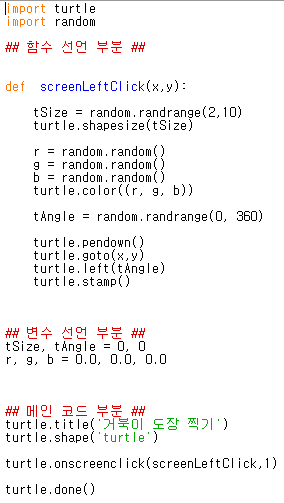 import turtle
import random
## 함수 선언 부분 ##
def  screenLeftClick(x,y):
    tSize = random.randrange(2,10)
    turtle.shapesize(tSize)
    r = random.random()
    g = random.random()
    b = random.random()
    turtle.color((r, g, b))
    tAngle = random.randrange(0, 360)
    turtle.pendown()
    turtle.goto(x,y)
    turtle.left(tAngle)
    turtle.stamp()
## 변수 선언 부분 ##
tSize, tAngle = 0, 0
r, g, b = 0.0, 0.0, 0.0
## 메인 코드 부분 ##
turtle.title('거북이 도장 찍기')
turtle.shape('turtle')
turtle.onscreenclick(screenLeftClick,1)
turtle.done()